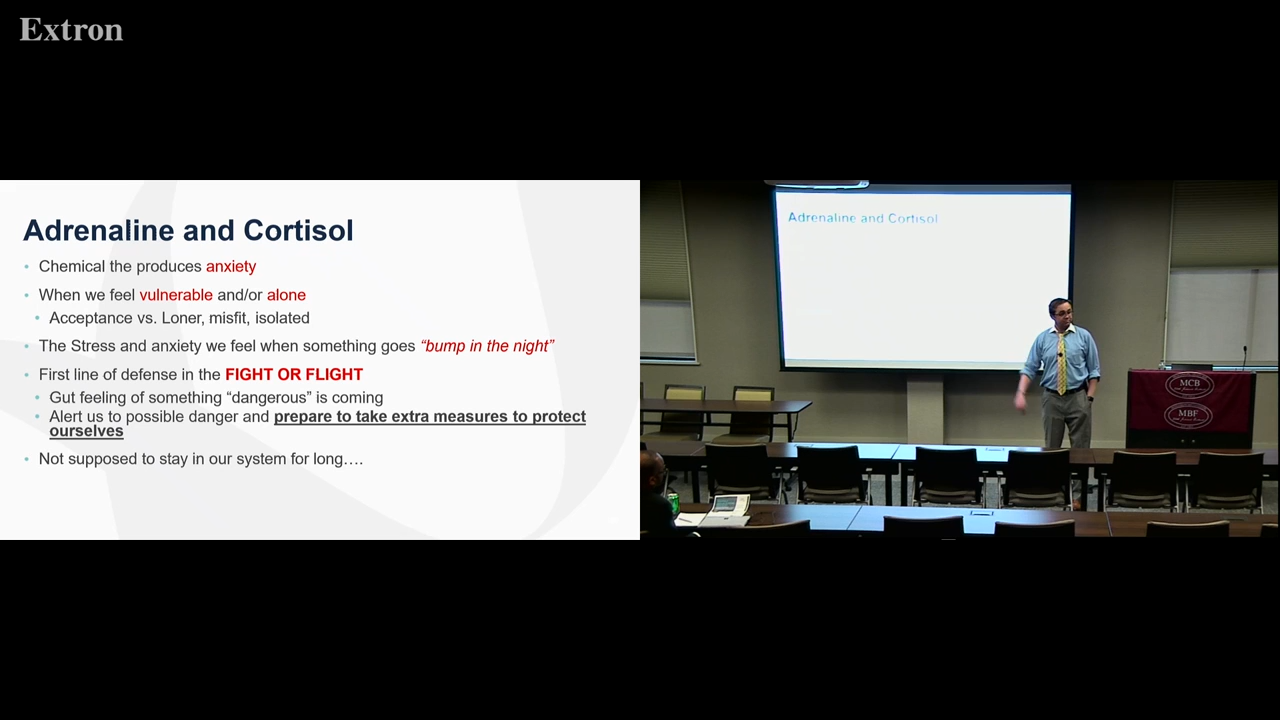 Extron
Adrenaline and Cortisol
• Chemical the produces anxiety
• When we feel vulnerable and/or alone
• Acceptance vs. Loner, misfit, isolated
• The Stress and anxiety we feel when something goes “bump in the night”
• First line of defense in the FIGHT OR FLIGHT
• Gut feeling of something “dangerous” is coming
• Alert us to possible danger and prepare to take extra measures to protect
ourselves
• Not supposed to stay in our system for long….
Adrenaline and Cortisol
MCB
MBF